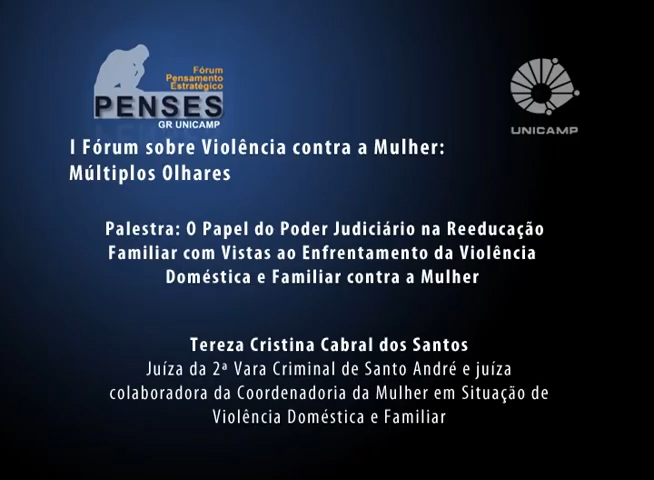 Fórum
Pensamento
Estratégico
PENSES
GR UNICAMP
UNICAMP
I Fórum sobre Violência contra a Mulher:
Múltiplos Olhares
Palestra: O Papel do Poder Judiciário na Reeducação
Familiar com Vistas ao Enfrentamento da Violência
Doméstica e Familiar contra a Mulher
Tereza Cristina Cabral dos Santos
Juíza da 2ª Vara Criminal de Santo André e juíza
colaboradora da Coordenadoria da Mulher em Situação de
Violência Doméstica e Familiar